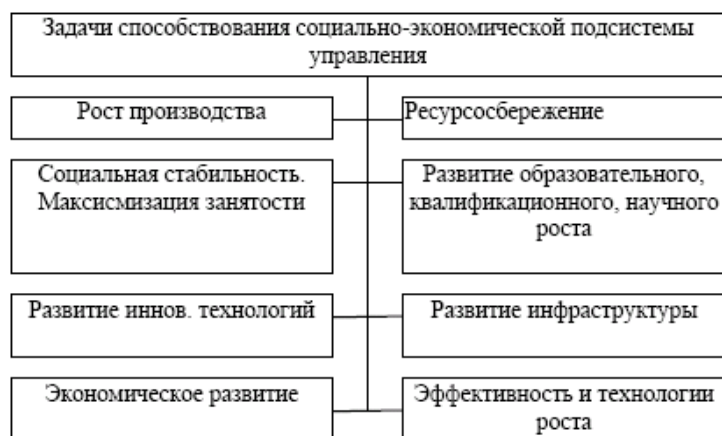 Задачи способствования социально-экономической подсистемы
управления
Рост производства
Ресурсосбережение
Социальная стабильность.
Максисмизация занятости
Развитие образовательного,
квалификационного, научного
роста
Развитие иннов. технологий
Развитие инфраструктуры
Экономическое развитие
Эффективность и технологии
роста